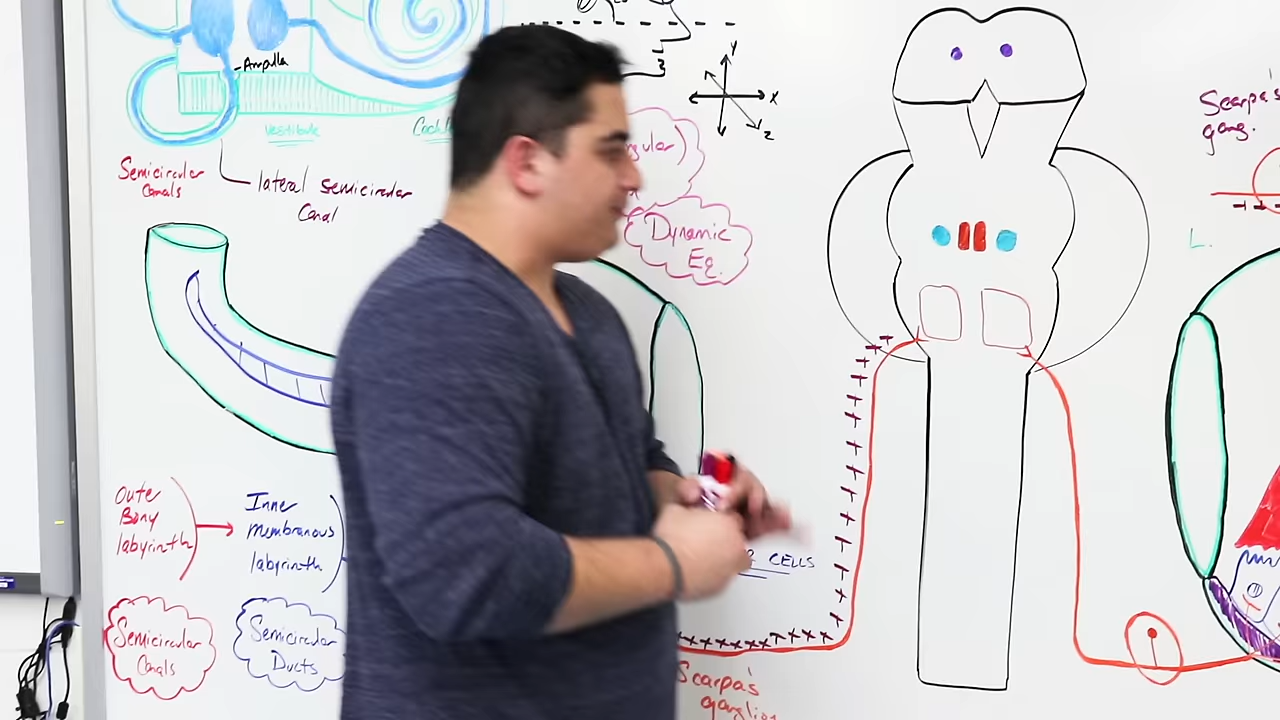 -Ampulla
Vestibule
Semicircular
Canals
lateral semicircular
Canal
Y
X
Z
Dynamic
Eq.
Scarpa's
gang.
L.
Outer
Bony
labyrinth
Inner
membranous
labyrinth
Semicircular
Canals
Semicircular
Ducts
CELLS
Scarpa's